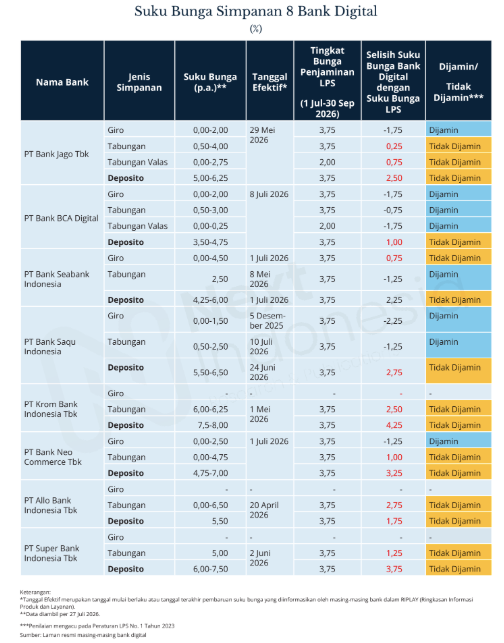 Suku Bunga Simpanan 8 Bank Digital
(%)
Nama Bank | Jenis Simpanan | Suku Bunga (p.a.)** | Tanggal Efektif* | Tingkat Bunga Penjaminan LPS (1 Jul-30 Sep 2026) | Selisih Suku Bunga Bank Digital dengan Suku Bunga LPS | Dijamin/ Tidak Dijamin***
PT Bank Jago Tbk | Giro | 0,00-2,00 | 29 Mei 2026 | 3,75 | -1,75 | Dijamin
Tabungan | 0,50-4,00 | 3,75 | 0,25 | Tidak Dijamin
Tabungan Valas | 0,00-2,75 | 2,00 | 0,75 | Tidak Dijamin
Deposito | 5,00-6,25 | 3,75 | 2,50 | Tidak Dijamin
PT Bank BCA Digital | Giro | 0,00-2,00 | 8 Juli 2026 | 3,75 | -1,75 | Dijamin
Tabungan | 0,50-3,00 | 3,75 | -0,75 | Dijamin
Tabungan Valas | 0,00-0,25 | 2,00 | -1,75 | Dijamin
Deposito | 3,50-4,75 | 3,75 | 1,00 | Tidak Dijamin
PT Bank Seabank Indonesia | Giro | 0,00-4,50 | 1 Juli 2026 | 3,75 | 0,75 | Tidak Dijamin
Tabungan | 2,50 | 8 Mei 2026 | 3,75 | -1,25 | Dijamin
Deposito | 4,25-6,00 | 1 Juli 2026 | 3,75 | 2,25 | Tidak Dijamin
PT Bank Saqu Indonesia | Giro | 0,00-1,50 | 5 Desem-ber 2025 | 3,75 | -2,25 | Dijamin
Tabungan | 0,50-2,50 | 10 Juli 2026 | 3,75 | -1,25 | Dijamin
Deposito | 5,50-6,50 | 24 Juni 2026 | 3,75 | 2,75 | Tidak Dijamin
PT Krom Bank Indonesia Tbk | Giro | - | - | 3,75 | - | -
Tabungan | 6,00-6,25 | 1 Mei 2026 | 3,75 | 2,50 | Tidak Dijamin
Deposito | 7,5-8,00 | 3,75 | 4,25 | Tidak Dijamin
PT Bank Neo Commerce Tbk | Giro | 0,00-2,50 | 1 Juli 2026 | 3,75 | -1,25 | Dijamin
Tabungan | 0,00-4,75 | 3,75 | 1,00 | Tidak Dijamin
Deposito | 4,75-7,00 | 3,75 | 3,25 | Tidak Dijamin
PT Allo Bank Indonesia Tbk | Giro | - | - | - | - | -
Tabungan | 0,00-6,50 | 20 April 2026 | 3,75 | 2,75 | Tidak Dijamin
Deposito | 5,50 | 3,75 | 1,75 | Tidak Dijamin
PT Super Bank Indonesia Tbk | Giro | - | - | 3,75 | - | -
Tabungan | 5,00 | 2 Juni 2026 | 3,75 | 1,25 | Tidak Dijamin
Deposito | 6,00-7,50 | 3,75 | 3,75 | Tidak Dijamin
Next Indonesia
Keterangan:
*Tanggal Efektif merupakan tanggal mulai berlaku atau tanggal terakhir pembaruan suku bunga yang diinformasikan oleh masing-masing bank dalam RIPLAY (Ringkasan Informasi
Produk dan Layanan).
**Data diambil per 27 Juli 2026.
***Penilaian mengacu pada Peraturan LPS No. 1 Tahun 2023
Sumber: Laman resmi masing-masing bank digital